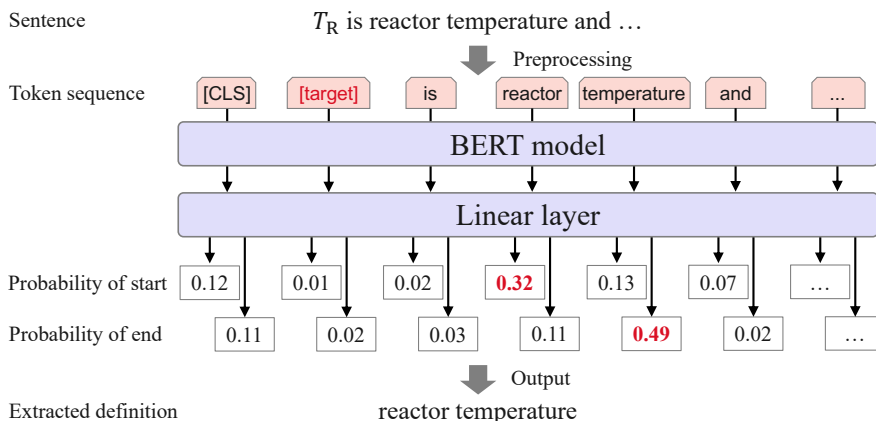 Sentence T_R is reactor temperature and …
Preprocessing
Token sequence [CLS] [target] is reactor temperature and ...
BERT model
Linear layer
Probability of start 0.12 0.01 0.02 0.32 0.13 0.07 …
Probability of end 0.11 0.02 0.03 0.11 0.49 0.02 …
Output
Extracted definition reactor temperature